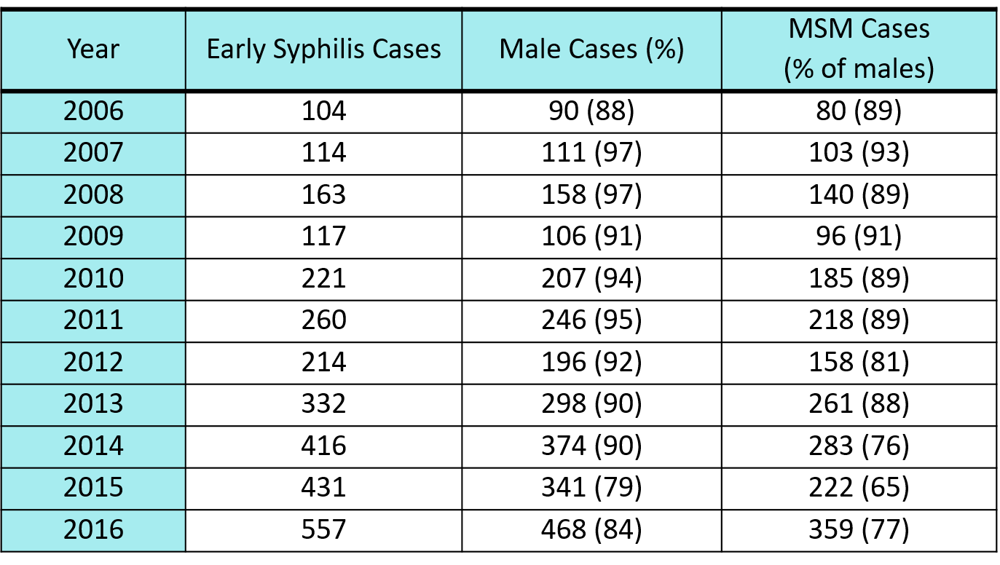 Year Early Syphilis Cases Male Cases (%) MSM Cases
(% of males)
2006 104 90 (88) 80 (89)
2007 114 111 (97) 103 (93)
2008 163 158 (97) 140 (89)
2009 117 106 (91) 96 (91)
2010 221 207 (94) 185 (89)
2011 260 246 (95) 218 (89)
2012 214 196 (92) 158 (81)
2013 332 298 (90) 261 (88)
2014 416 374 (90) 283 (76)
2015 431 341 (79) 222 (65)
2016 557 468 (84) 359 (77)